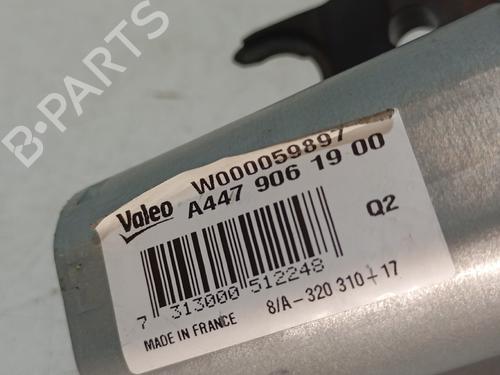 B-PARTS
Valeo
W000059897
A447 906 19 00
Q2
7 313000 512248
8/A-320 310+17
MADE IN FRANCE